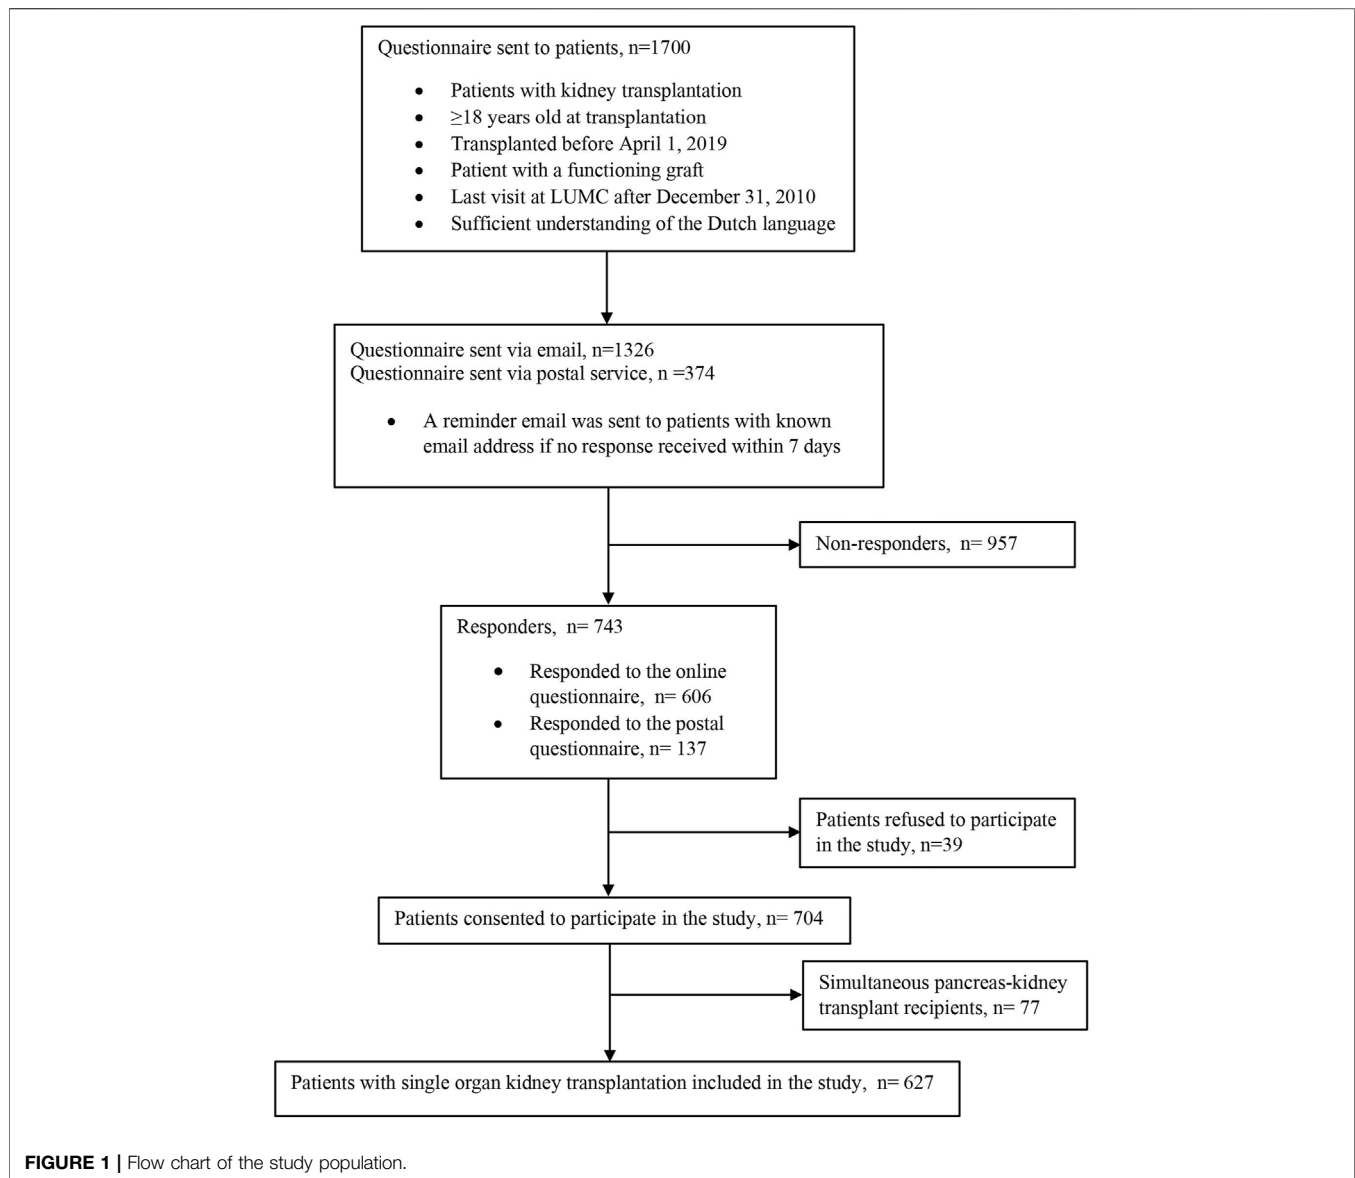 Questionnaire sent to patients, n=1700
• Patients with kidney transplantation
• ≥18 years old at transplantation
• Transplanted before April 1, 2019
• Patient with a functioning graft
• Last visit at LUMC after December 31, 2010
• Sufficient understanding of the Dutch language
Questionnaire sent via email, n=1326
Questionnaire sent via postal service, n =374
• A reminder email was sent to patients with known
email address if no response received within 7 days
Non-responders, n= 957
Responders, n= 743
• Responded to the online
questionnaire, n= 606
• Responded to the postal
questionnaire, n= 137
Patients refused to participate
in the study, n=39
Patients consented to participate in the study, n= 704
Simultaneous pancreas-kidney
transplant recipients, n= 77
Patients with single organ kidney transplantation included in the study, n= 627
FIGURE 1 | Flow chart of the study population.